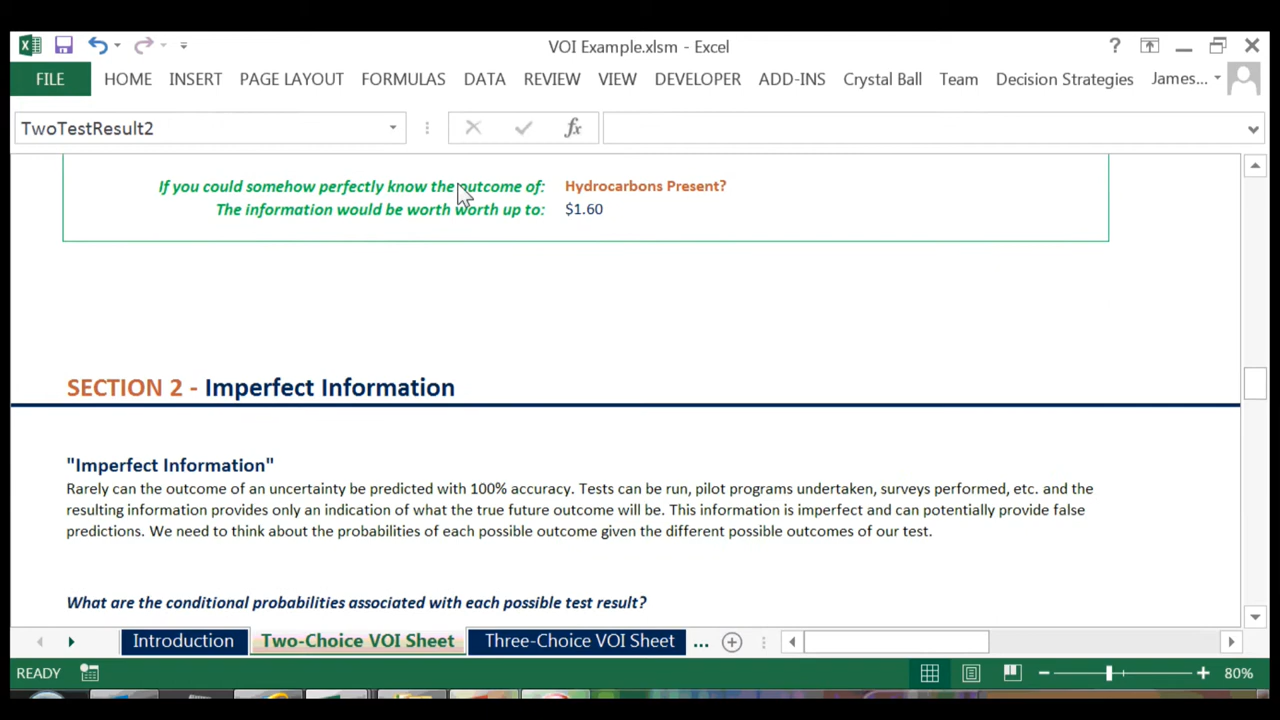 VOI Example.xlsm - Excel
?
FILE HOME INSERT PAGE LAYOUT FORMULAS DATA REVIEW VIEW DEVELOPER ADD-INS Crystal Ball Team Decision Strategies James...
TwoTestResult2
fx
If you could somehow perfectly know the outcome of: Hydrocarbons Present?
The information would be worth worth up to: $1.60
SECTION 2 - Imperfect Information
"Imperfect Information"
Rarely can the outcome of an uncertainty be predicted with 100% accuracy. Tests can be run, pilot programs undertaken, surveys performed, etc. and the
resulting information provides only an indication of what the true future outcome will be. This information is imperfect and can potentially provide false
predictions. We need to think about the probabilities of each possible outcome given the different possible outcomes of our test.
What are the conditional probabilities associated with each possible test result?
Introduction Two-Choice VOI Sheet Three-Choice VOI Sheet ...
READY 80%